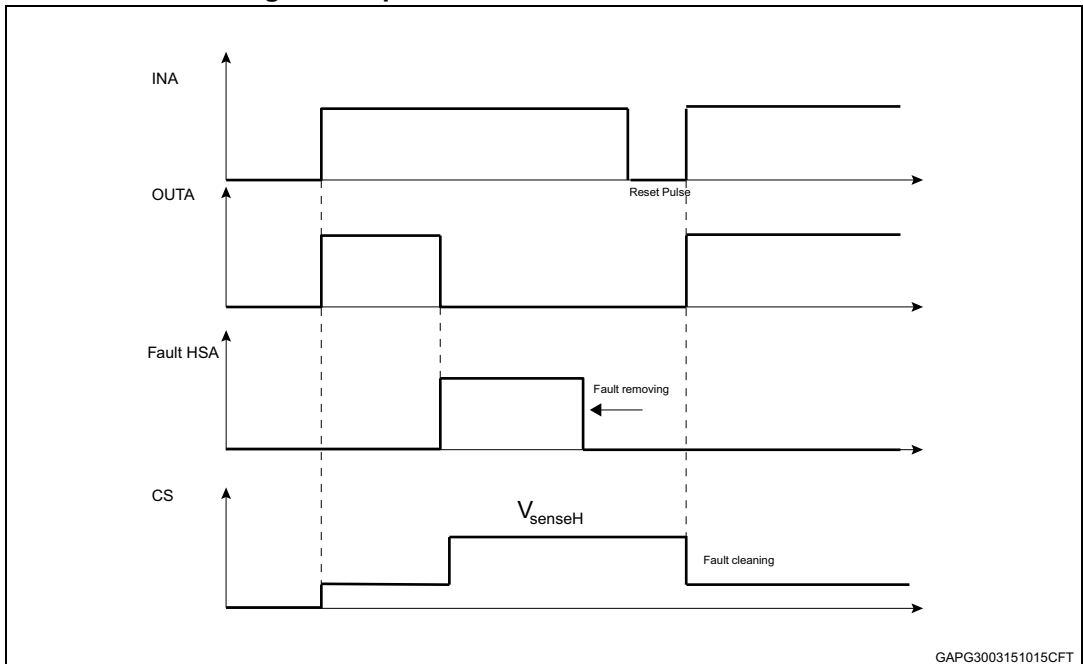 INA
Reset Pulse
OUTA
Fault HSA
Fault removing
CS
VsenseH
Fault cleaning
GAPG3003151015CFT